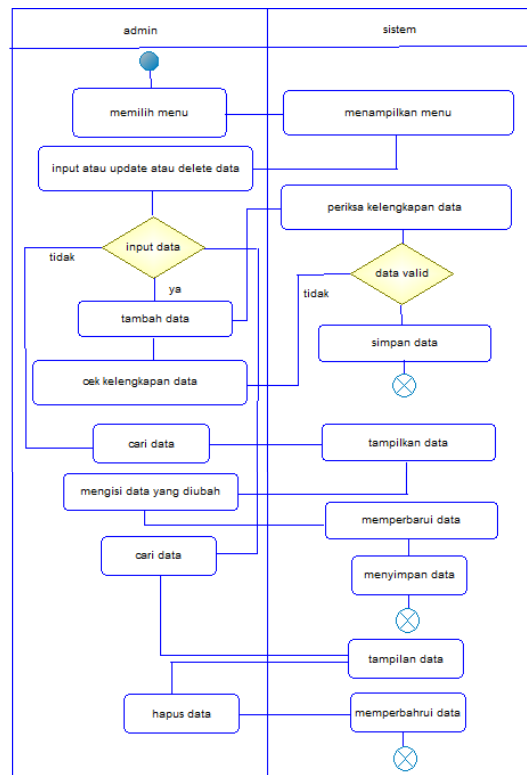 admin
sistem
memilih menu
menampilkan menu
input atau update atau delete data
periksa kelengkapan data
input data
tidak
data valid
tidak
ya
tambah data
simpan data
cek kelengkapan data
cari data
tampilkan data
mengisi data yang diubah
memperbarui data
cari data
menyimpan data
tampilan data
hapus data
memperbahrui data